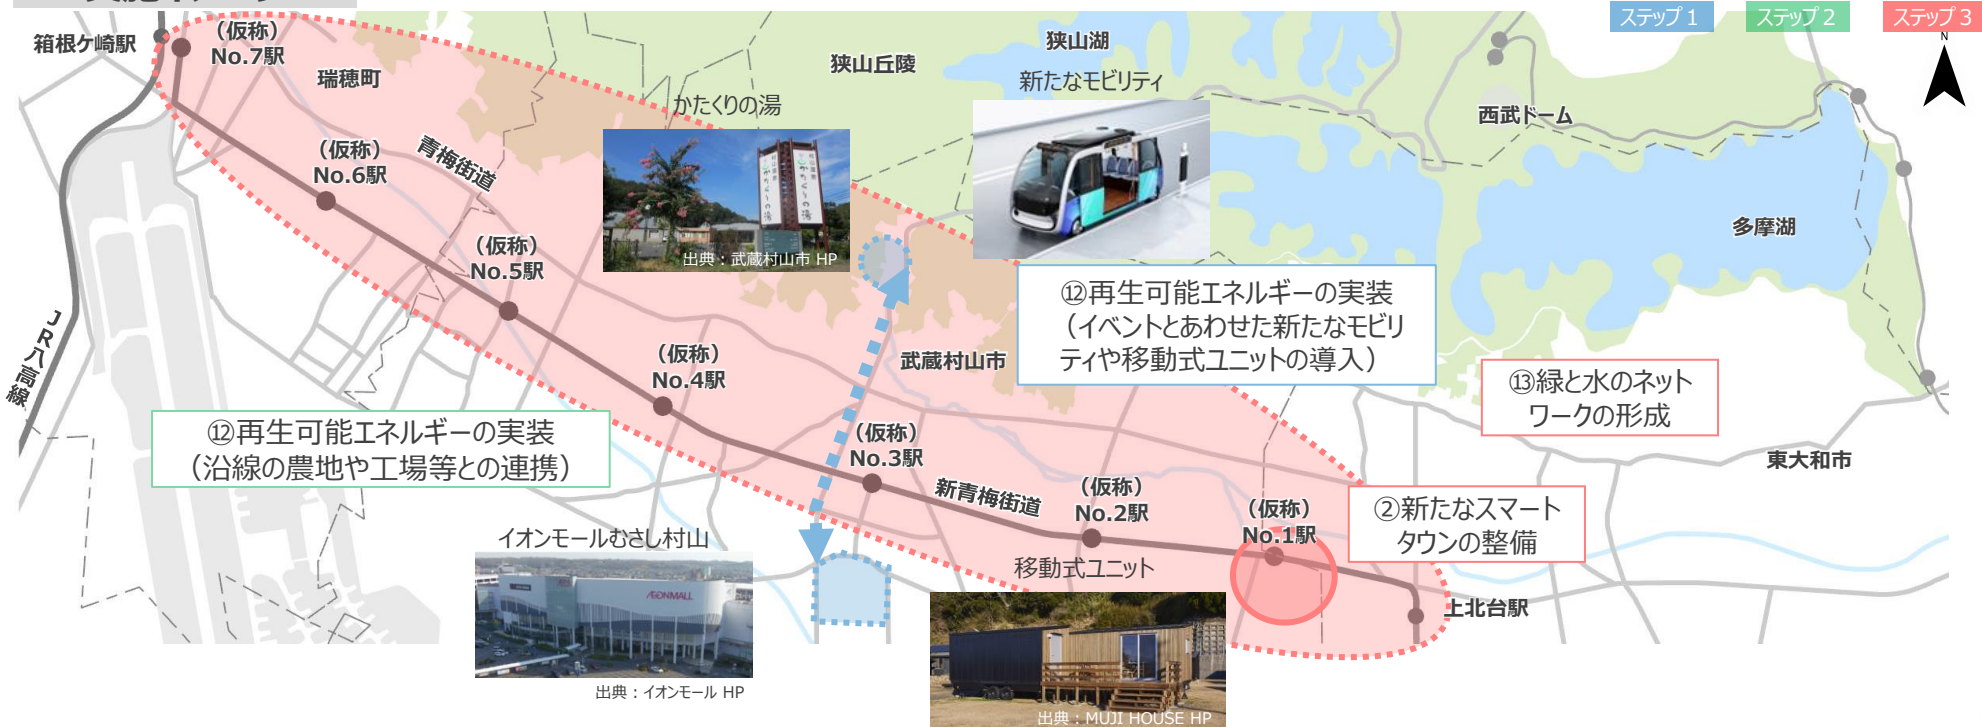 ステップ1
ステップ2
ステップ3
N
箱根ケ崎駅
（仮称）
No.7駅
瑞穂町
狭山丘陵
狭山湖
かたくりの湯
新たなモビリティ
西武ドーム
（仮称）
No.6駅
青梅街道
かたくりの湯
出典：武蔵村山市 HP
多摩湖
（仮称）
No.5駅
⑫再生可能エネルギーの実装
（イベントとあわせた新たなモビリ
ティや移動式ユニットの導入）
JR八高線
（仮称）
No.4駅
武蔵村山市
⑬緑と水のネット
ワークの形成
⑫再生可能エネルギーの実装
（沿線の農地や工場等との連携）
（仮称）
No.3駅
東大和市
新青梅街道
（仮称）
No.2駅
（仮称）
No.1駅
②新たなスマート
タウンの整備
イオンモールむさし村山
AEONMALL
移動式ユニット
上北台駅
出典：イオンモール HP
出典：MUJI HOUSE HP